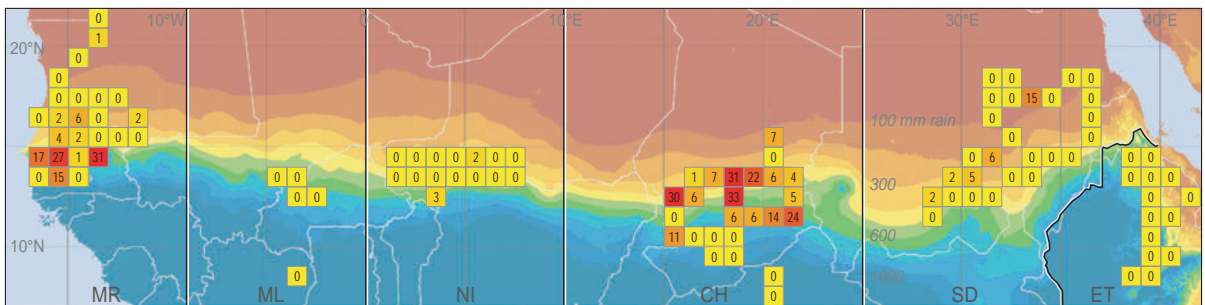 0 10°W 0° 10°E 20°E 30°E 40°E
1
20°N 0
0 0 0 0 0
0 0 0 0 0 0 15 0 0
0 2 6 0 2 100 mm rain 0 0
4 2 0 0 0 7 0 0
17 27 1 31 0 0 0 0 2 0 0 0 0 6 0 0 0 0 0
0 15 0 0 0 0 0 0 0 0 0 0 1 7 31 22 6 4 300 2 5 0 0 0 0
0 0 3 30 6 33 5 2 0 0 0 0 0 0
0 6 6 14 24 0 0 0
10°N 11 0 0 0 600 0
0 0 0 0
0 0 1000 0 0
MR ML NI CH 0 SD ET